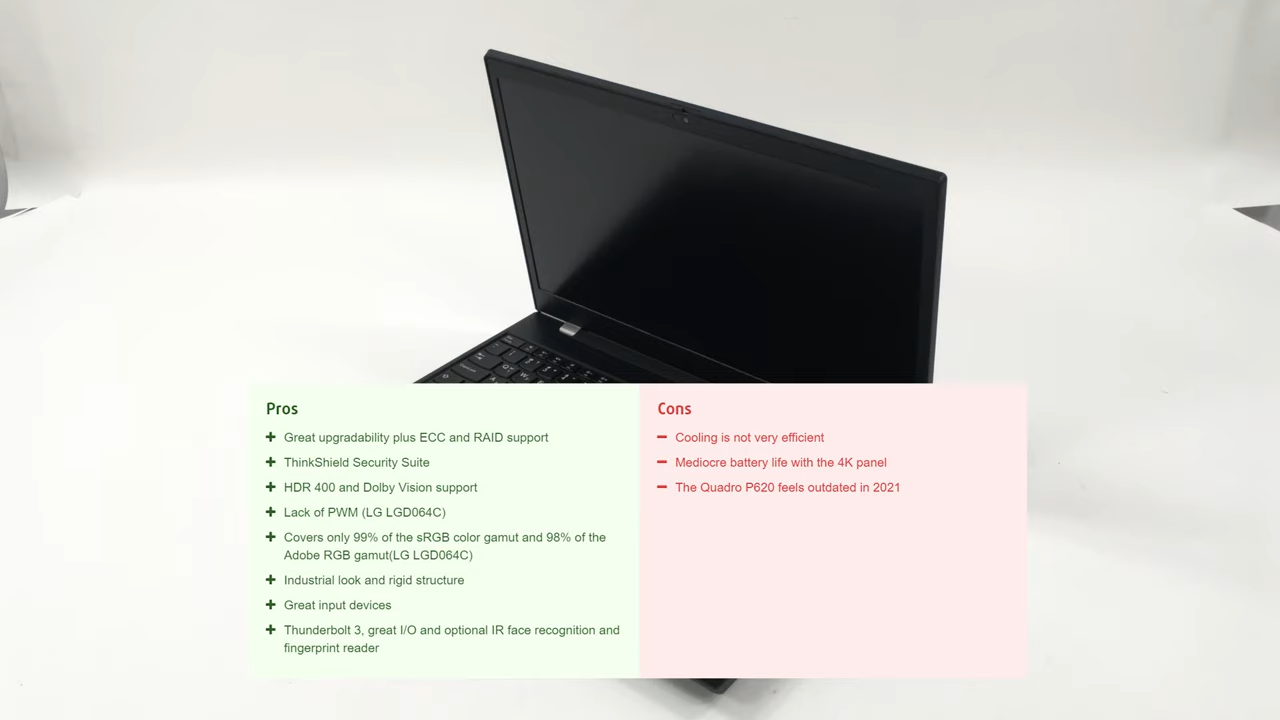 Pros
Great upgradability plus ECC and RAID support
ThinkShield Security Suite
HDR 400 and Dolby Vision support
Lack of PWM (LG LGD064C)
Covers only 99% of the sRGB color gamut and 98% of the
Adobe RGB gamut(LG LGD064C)
Industrial look and rigid structure
Great input devices
Thunderbolt 3, great I/O and optional IR face recognition and
fingerprint reader
Cons
Cooling is not very efficient
Mediocre battery life with the 4K panel
The Quadro P620 feels outdated in 2021